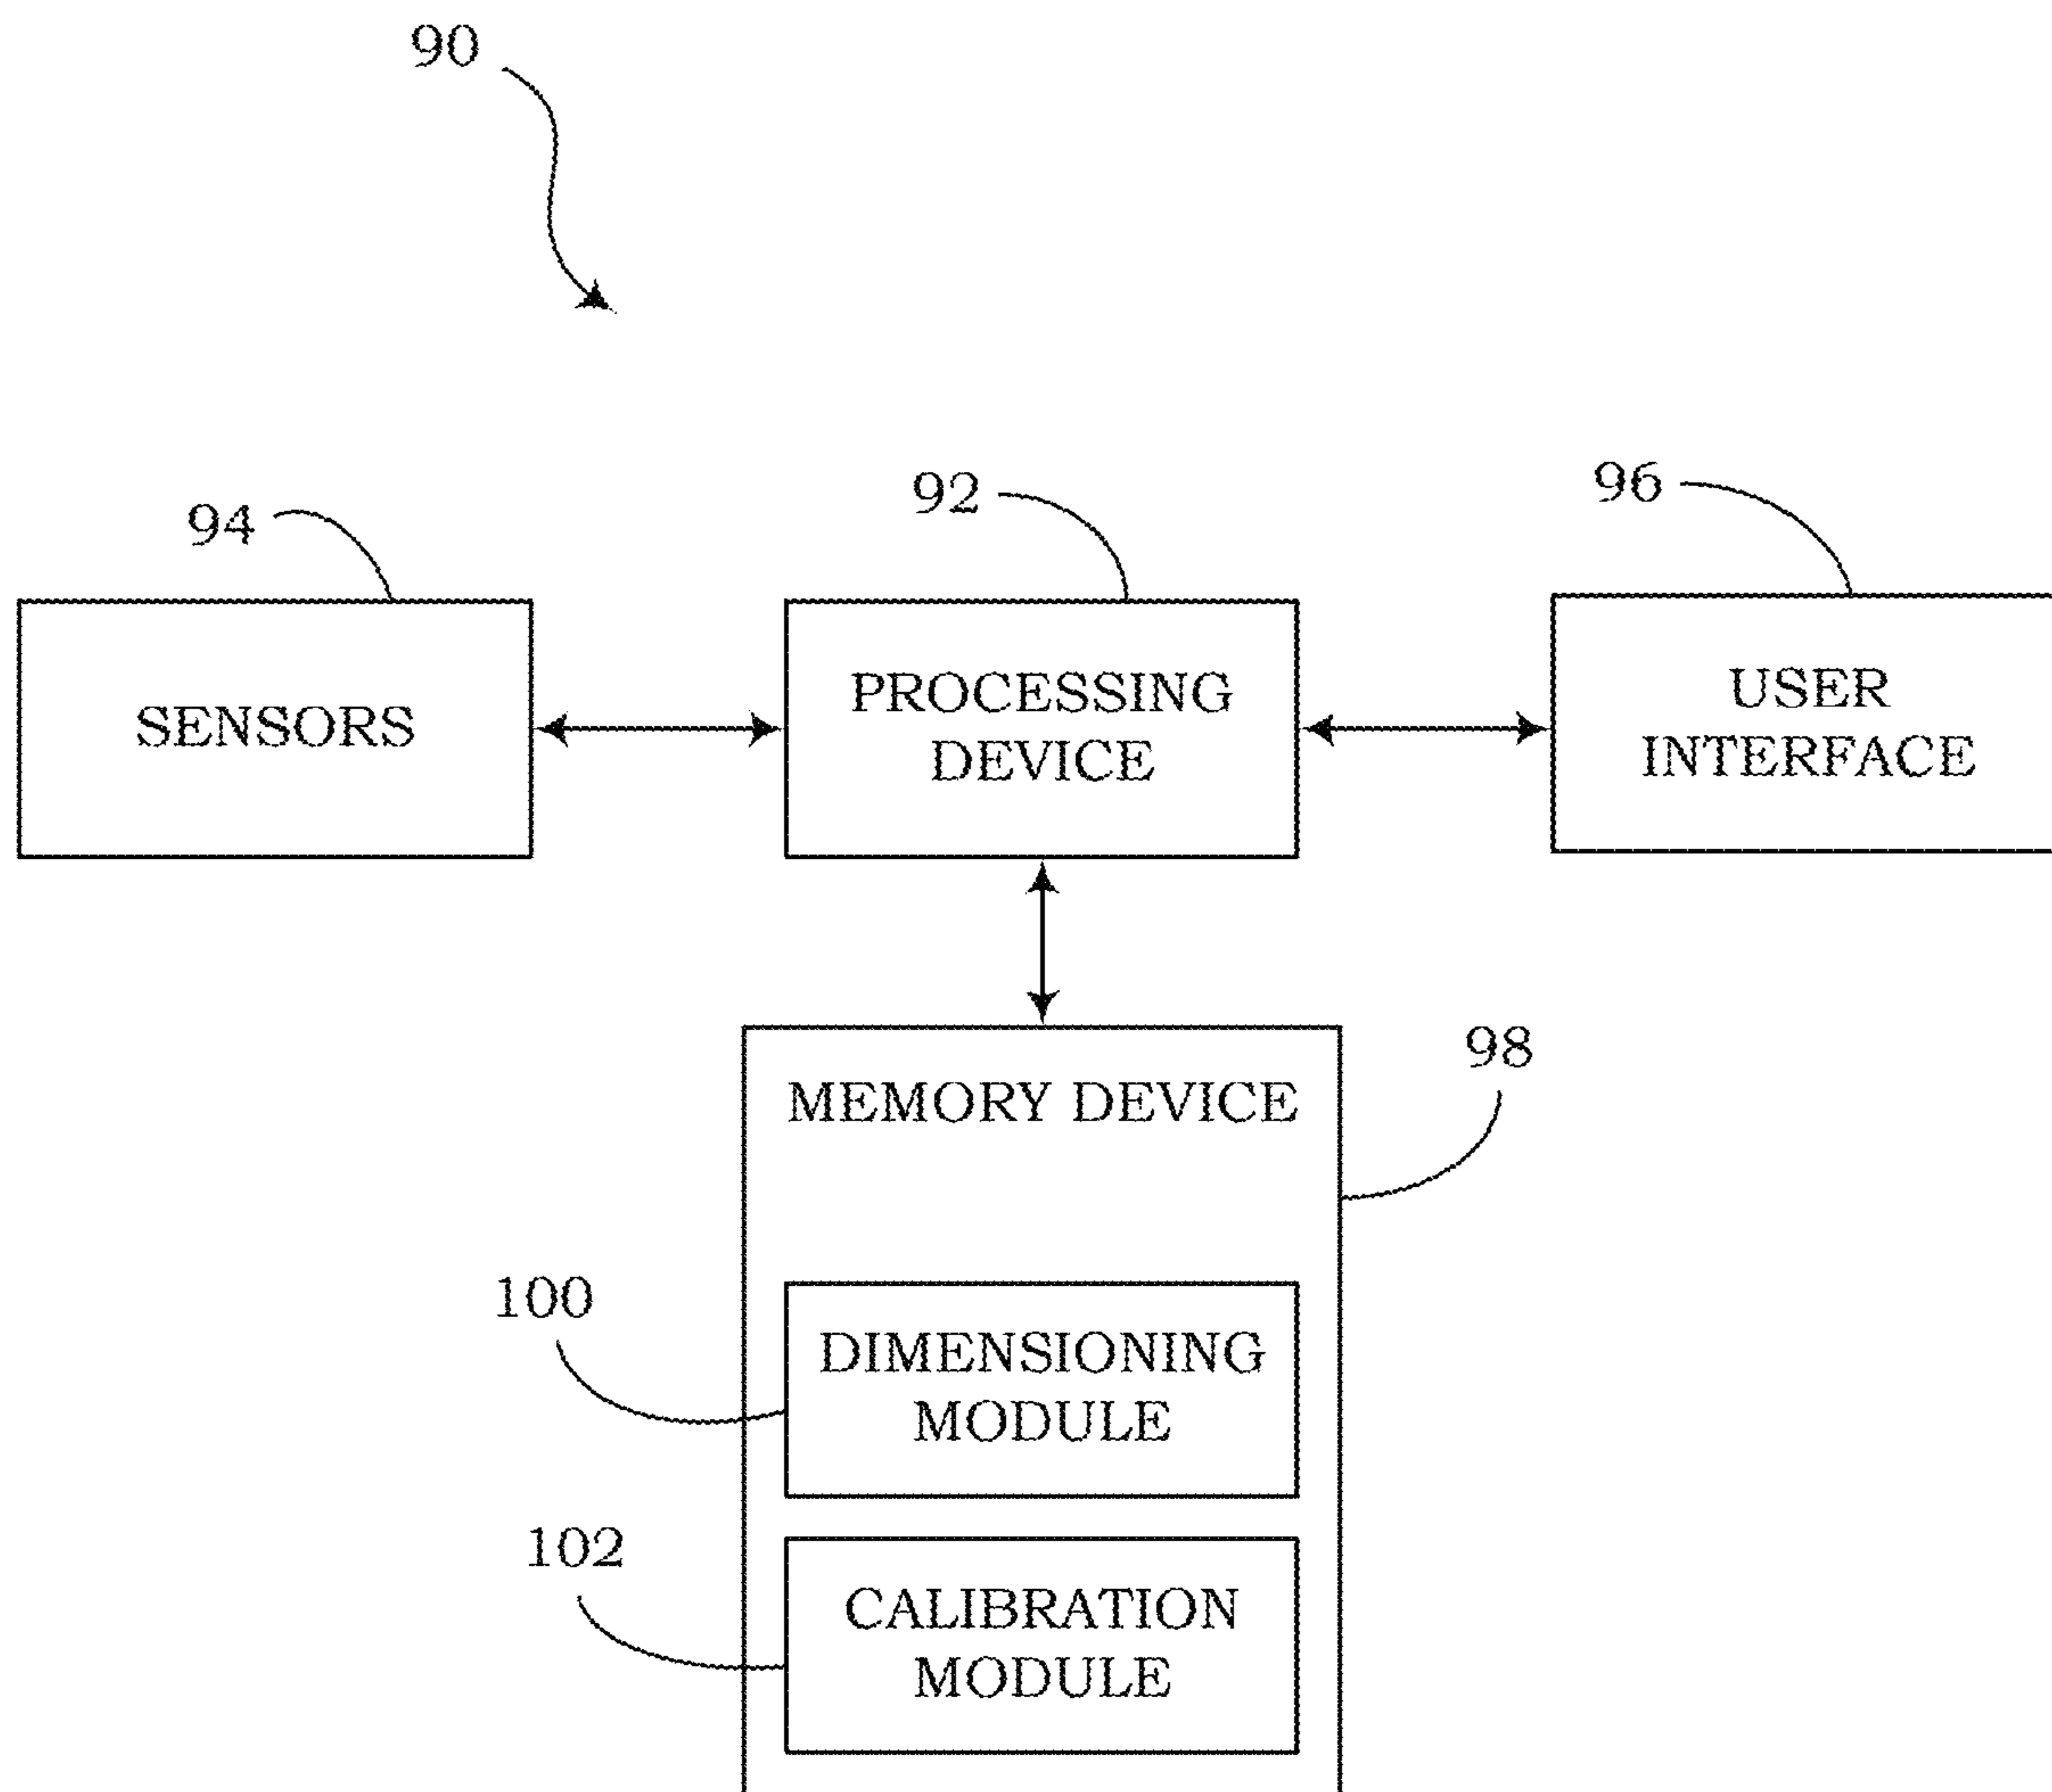 90
94
92
96
SENSORS
PROCESSING
DEVICE
USER
INTERFACE
98
MEMORY DEVICE
100
DIMENSIONING
MODULE
102
CALIBRATION
MODULE